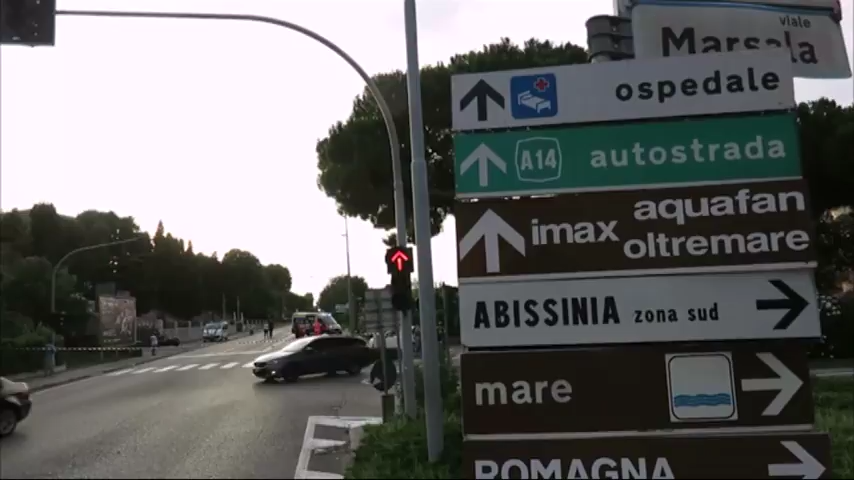 viale
Marsala
ospedale
A14 autostrada
imax aquafan
oltremare
ABISSINIA zona sud
mare
ROMAGNA